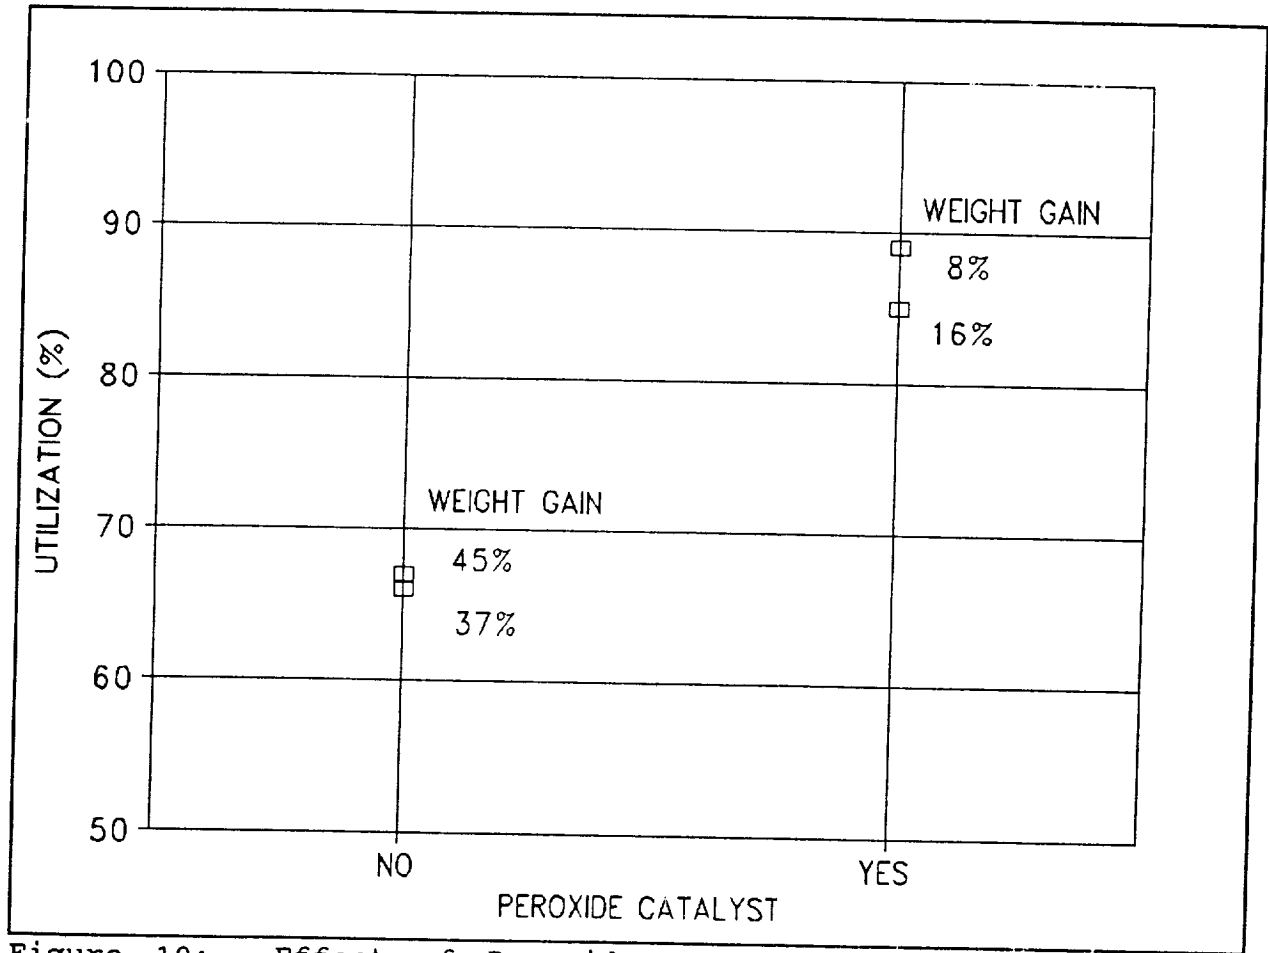 100
90
80
70
60
50
UTILIZATION (%)
WEIGHT GAIN
8%
16%
WEIGHT GAIN
45%
37%
NO
YES
PEROXIDE CATALYST